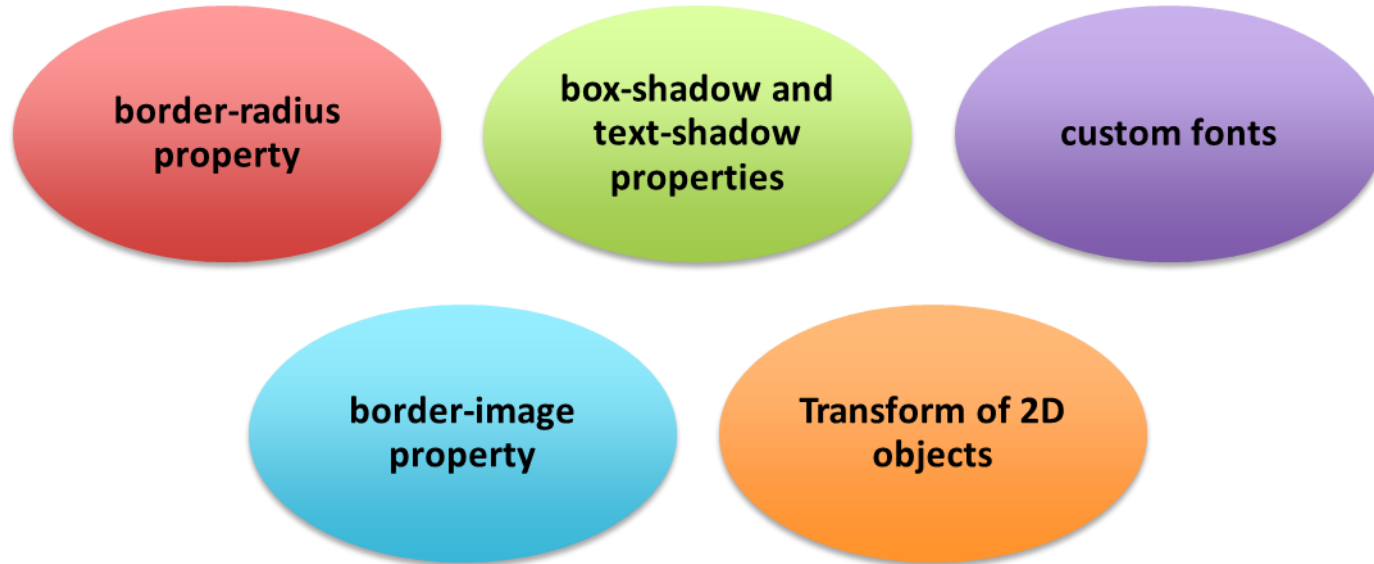 border-radius
property
box-shadow and
text-shadow
properties
custom fonts
border-image
property
Transform of 2D
objects